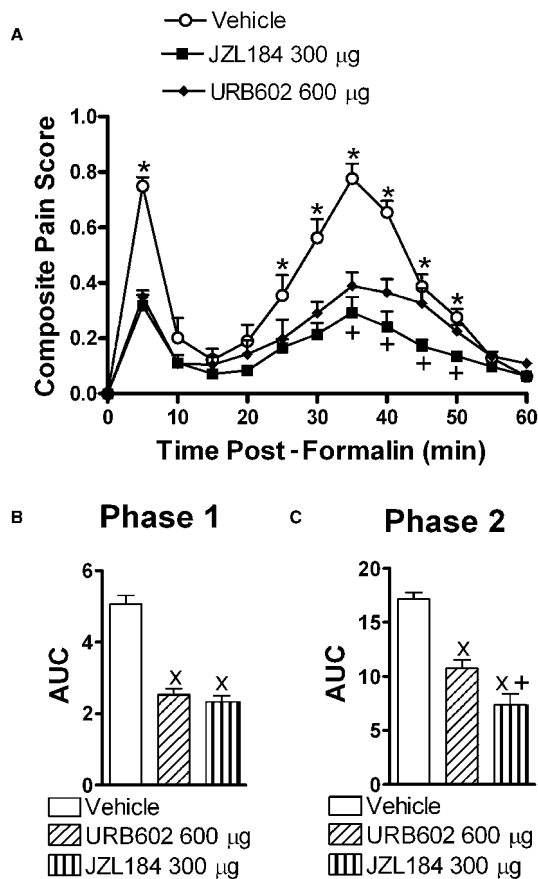 A
Vehicle
JZL184 300 μg
URB602 600 μg
Composite Pain Score
1.0
0.8
0.6
0.4
0.2
0.0
*
*
*
*
*
*
*
+
+
+
+
0 10 20 30 40 50 60
Time Post-Formalin (min)
B
Phase 1
AUC
6
4
2
0
X
X
Vehicle
URB602 600 μg
JZL184 300 μg
C
Phase 2
AUC
20
15
10
5
0
X
X+
Vehicle
URB602 600 μg
JZL184 300 μg